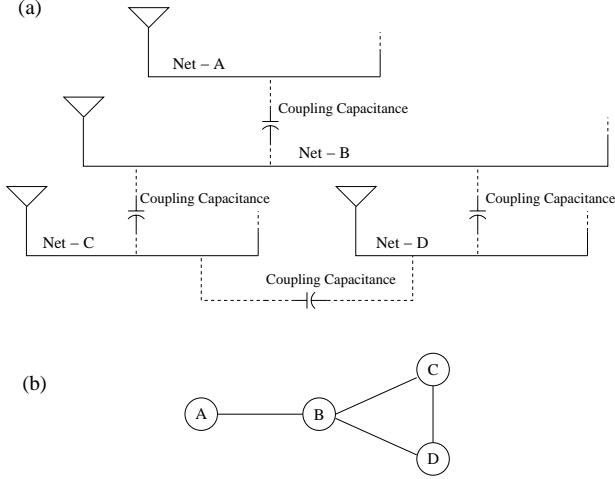 (a)
Net – A
Coupling Capacitance
Net – B
Coupling Capacitance
Coupling Capacitance
Net – C
Net – D
Coupling Capacitance
(b)
A
B
C
D